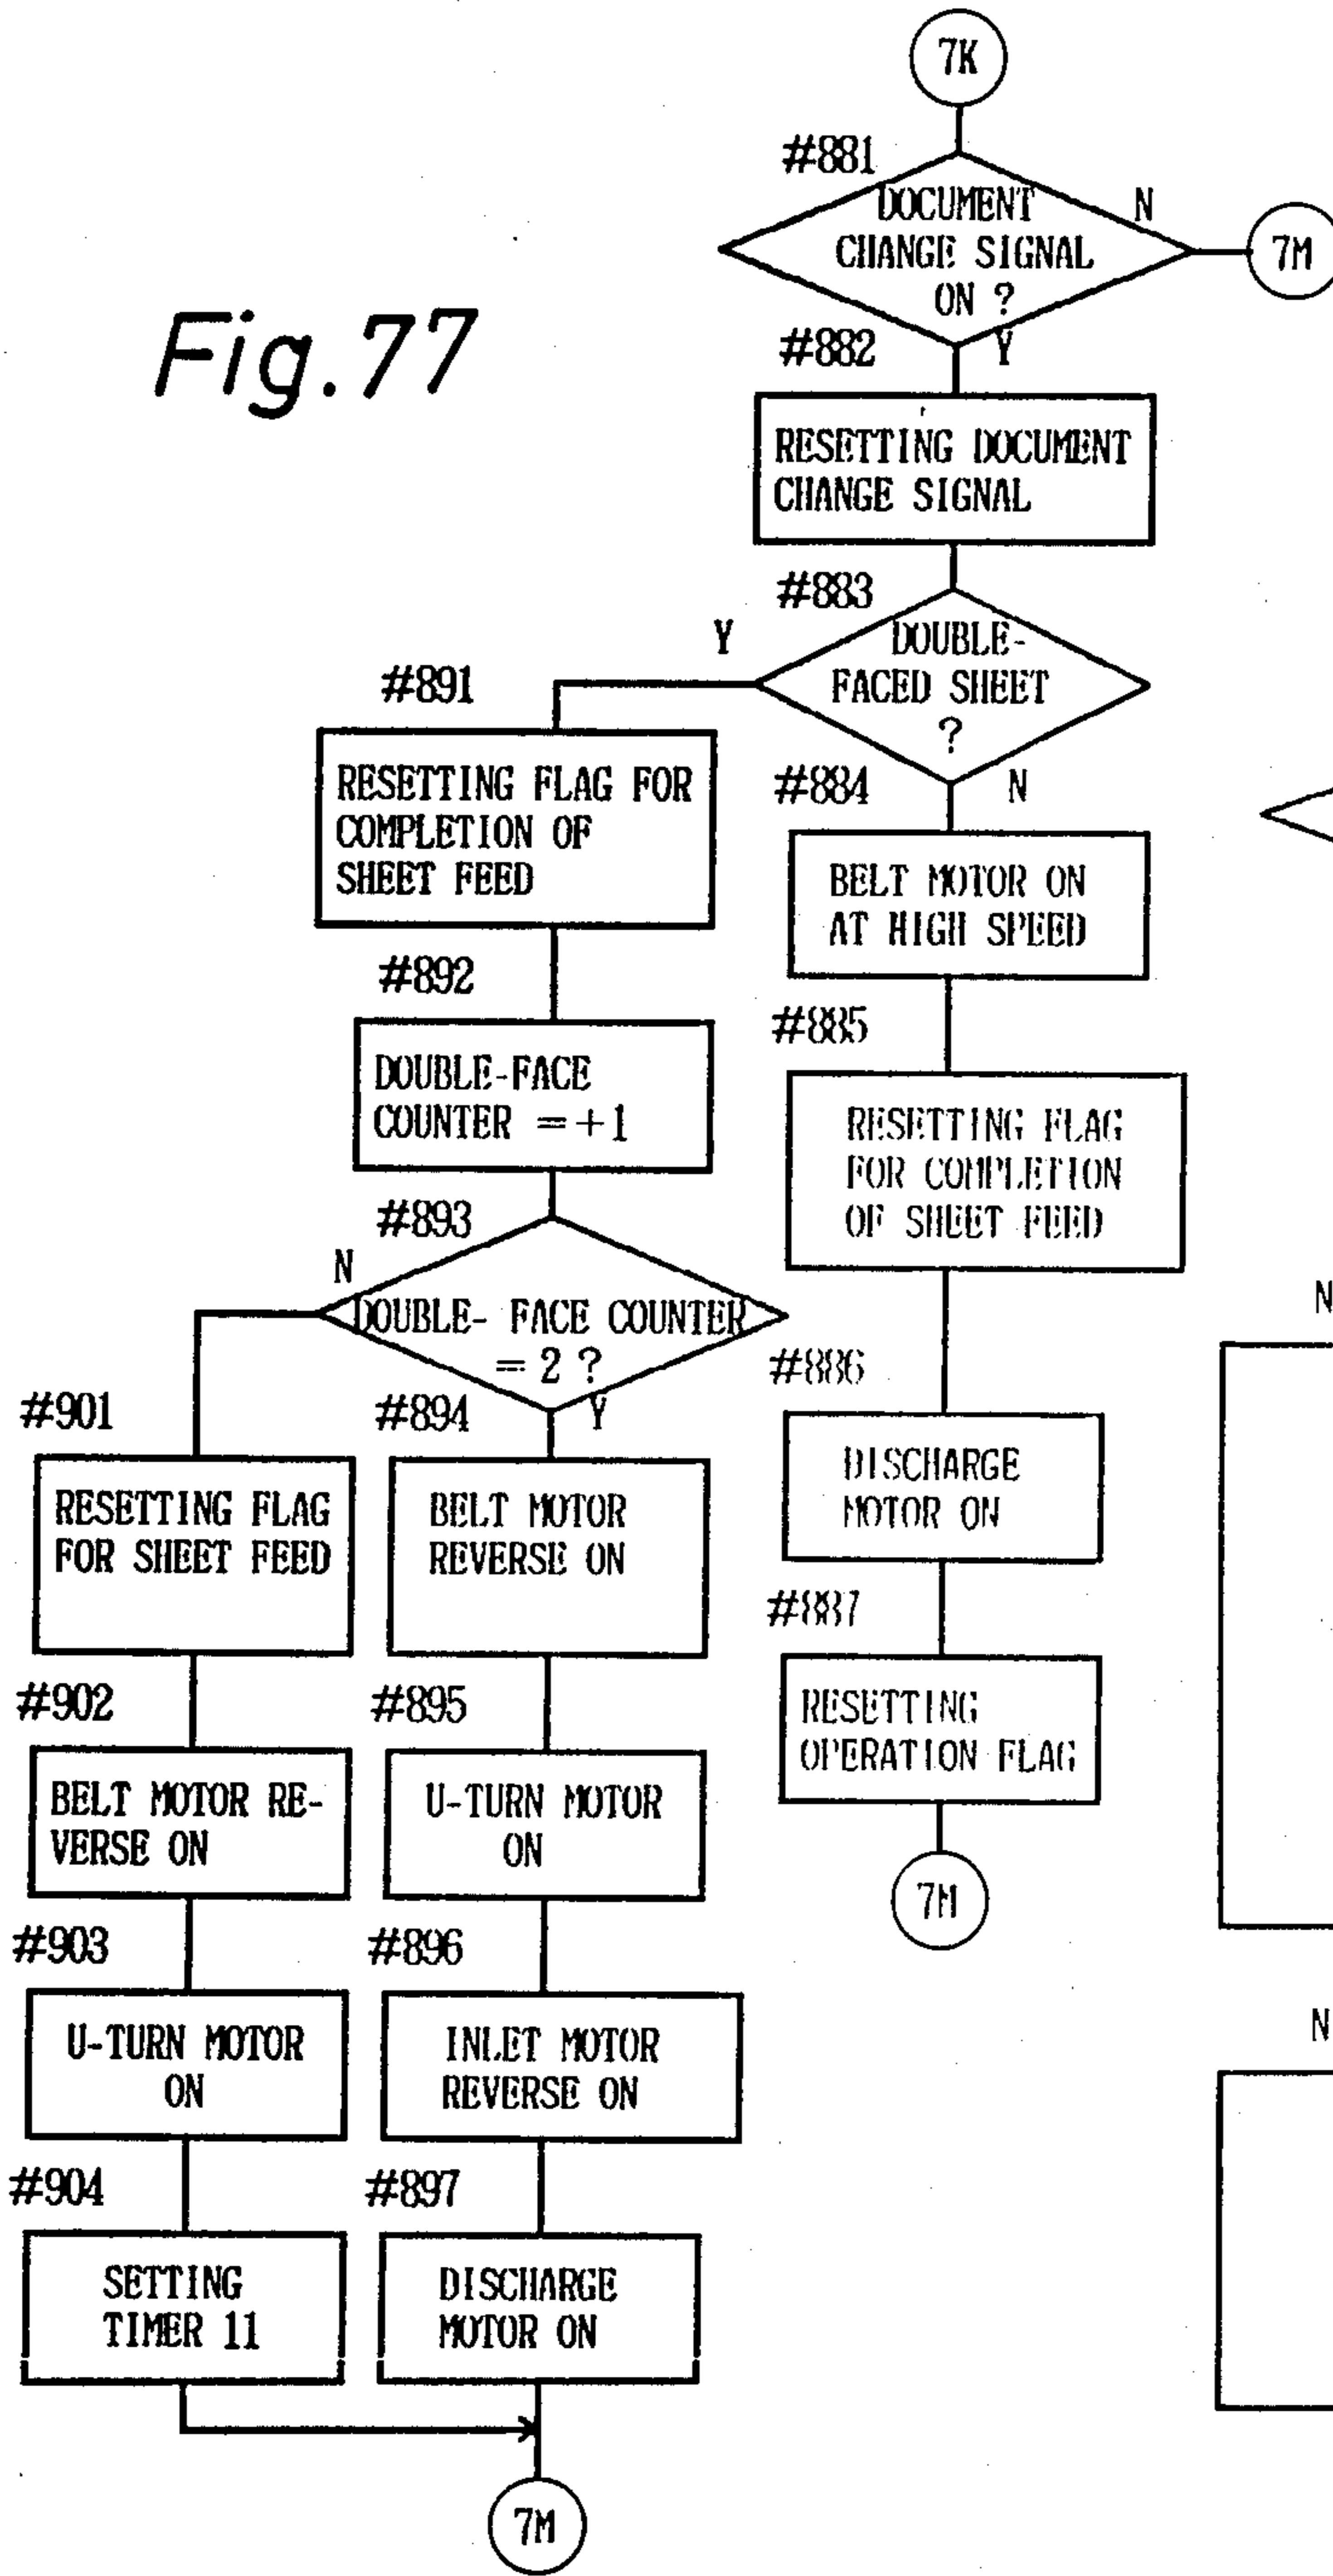 7K
#881
DOCUMENT
CHANGE SIGNAL
ON ?
N
7M
Fig.77
#882
Y
RESETTING DOCUMENT
CHANGE SIGNAL
#883
DOUBLE-
FACED SHEET
?
Y
N
#891
RESETTING FLAG FOR
COMPLETION OF
SHEET FEED
#892
DOUBLE-FACE
COUNTER =+1
#893
DOUBLE- FACE COUNTER
= 2 ?
N
Y
#901
RESETTING FLAG
FOR SHEET FEED
#902
BELT MOTOR RE-
VERSE ON
#903
U-TURN MOTOR
ON
#904
SETTING
TIMER 11
#894
BELT MOTOR
REVERSE ON
#895
U-TURN MOTOR
ON
#896
INLET MOTOR
REVERSE ON
#897
DISCHARGE
MOTOR ON
7M
#884
BELT MOTOR ON
AT HIGH SPEED
#885
RESETTING FLAG
FOR COMPLETION
OF SHEET FEED
#886
DISCHARGE
MOTOR ON
#887
RESETTING
OPERATION FLAG
7M
N
N